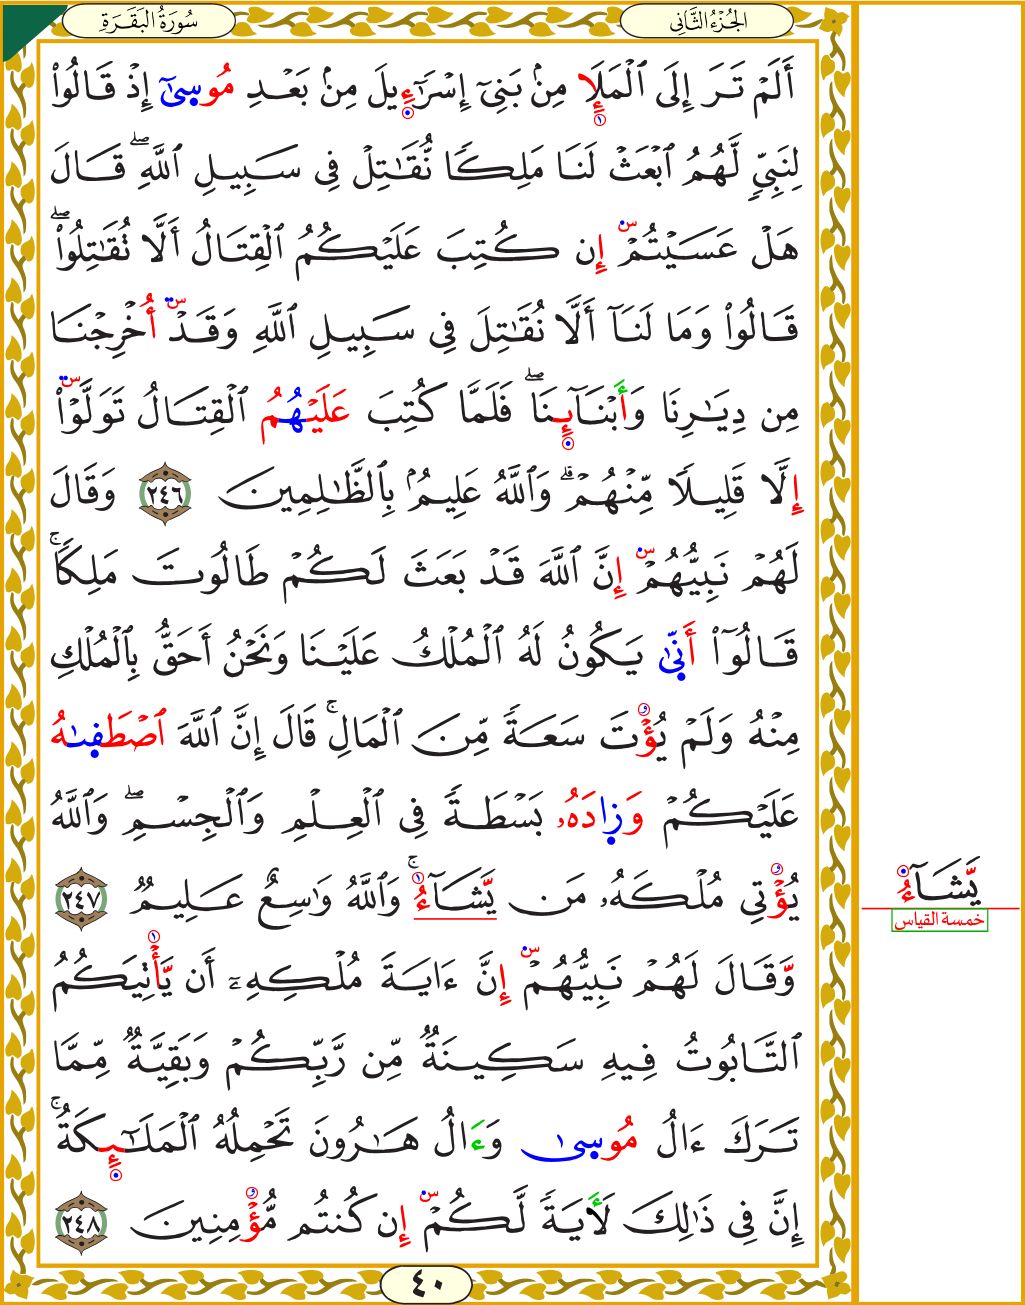 سُورَةُ البَقَرَةِ
الجُزْءُ الثَّانِي
أَلَمْ تَرَ إِلَى ٱلْمَلَإِ مِنۢ بَنِيٓ إِسْرَـٰٓءِيلَ مِنۢ بَعْدِ مُوسَىٰٓ إِذْ قَالُوا۟
لِنَبِىٍّ لَّهُمُ ٱبْعَثْ لَنَا مَلِكًا نُّقَـٰتِلْ فِى سَبِيلِ ٱللَّهِ ۖ قَالَ
هَلْ عَسَيْتُمْ إِن كُتِبَ عَلَيْكُمُ ٱلْقِتَالُ أَلَّا تُقَـٰتِلُوا۟ ۖ
قَالُوا۟ وَمَا لَنَآ أَلَّا نُقَـٰتِلَ فِى سَبِيلِ ٱللَّهِ وَقَدْ أُخْرِجْنَا
مِن دِيَـٰرِنَا وَأَبْنَآئِنَا ۖ فَلَمَّا كُتِبَ عَلَيْهُمُ ٱلْقِتَالُ تَوَلَّوْا۟
إِلَّا قَلِيلًا مِّنْهُمْ ۗ وَٱللَّهُ عَلِيمٌۢ بِٱلظَّـٰلِمِينَ ٢٤٦ وَقَالَ
لَهُمْ نَبِيُّهُمْ إِنَّ ٱللَّهَ قَدْ بَعَثَ لَكُمْ طَالُوتَ مَلِكًا ۚ
قَالُوٓا۟ أَنَّىٰ يَكُونُ لَهُ ٱلْمُلْكُ عَلَيْنَا وَنَحْنُ أَحَقُّ بِٱلْمُلْكِ
مِنْهُ وَلَمْ يُؤْتَ سَعَةً مِّنَ ٱلْمَالِ ۚ قَالَ إِنَّ ٱللَّهَ ٱصْطَفَىٰهُ
عَلَيْكُمْ وَزَادَهُۥ بَسْطَةً فِى ٱلْعِلْمِ وَٱلْجِسْمِ ۖ وَٱللَّهُ
يُؤْتِى مُلْكَهُۥ مَن يَّشَآءُ ۚ وَٱللَّهُ وَٰسِعٌ عَلِيمٌ ٢٤٧
وَّقَالَ لَهُمْ نَبِيُّهُمْ إِنَّ ءَايَةَ مُلْكِهِۦٓ أَن يَّأْتِيَكُمُ
ٱلتَّابُوتُ فِيهِ سَكِينَةٌ مِّن رَّبِّكُمْ وَبَقِيَّةٌ مِّمَّا
تَرَكَ ءَالُ مُوسَىٰ وَءَالُ هَـٰرُونَ تَحْمِلُهُ ٱلْمَلَـٰٓئِكَةُ ۚ
إِنَّ فِى ذَٰلِكَ لَأَيَةً لَّكُمْ إِن كُنتُم مُّؤْمِنِينَ ٢٤٨
يَّشَآءُ
خمسة القياس
٤٠